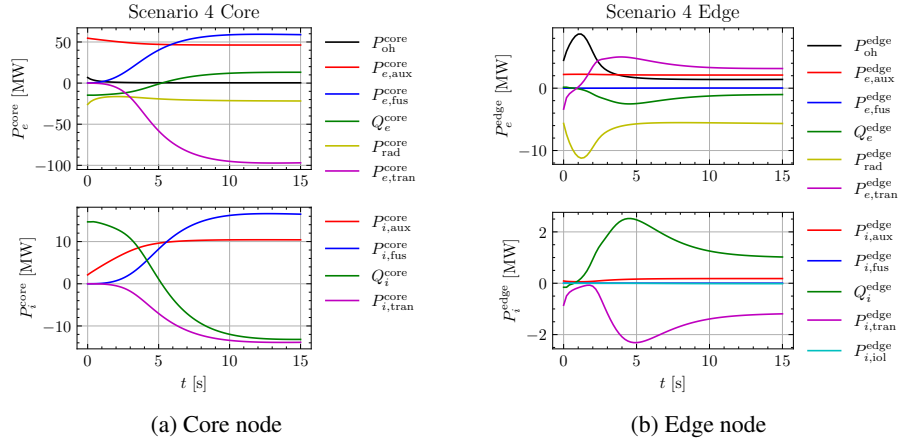 Scenario 4 Core
P_e^core [MW]
50
0
−50
−100
0
5
10
15
P_oh^core
P_e,aux^core
P_e,fus^core
Q_e^core
P_rad^core
P_e,tran^core
P_i^core [MW]
10
0
−10
0
5
10
15
t [s]
P_i,aux^core
P_i,fus^core
Q_i^core
P_i,tran^core
(a) Core node
Scenario 4 Edge
P_e^edge [MW]
0
−10
0
5
10
15
P_oh^edge
P_e,aux^edge
P_e,fus^edge
Q_e^edge
P_rad^edge
P_e,tran^edge
P_i^edge [MW]
2
0
−2
0
5
10
15
t [s]
P_i,aux^edge
P_i,fus^edge
Q_i^edge
P_i,tran^edge
P_i,iol^edge
(b) Edge node